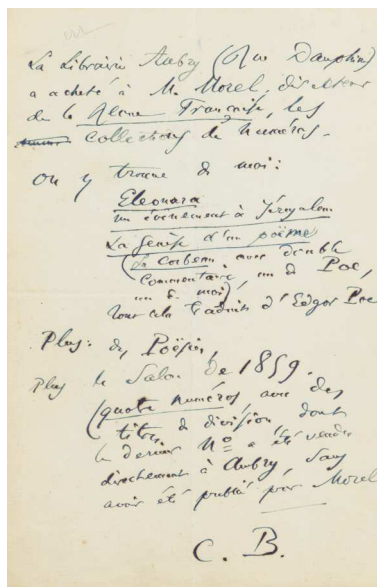 La Librairie Aubry (Rue Dauphine)
a acheté à M. Morel, directeur
de la Revue Française, les
collections de numéros -
On y trouve de moi :
Eleonora
un événement à Jérusalem
La genèse d'un poëme
(Le Corbeau, avec double
commentaire, un de Poe,
un de moi),
tout cela traduit d'Edgar Poe
Plus : des Poësies,
Plus le Salon de 1859.
(quatre numéros, avec des
titres de division, dont
le dernier No a été vendu
directement à Aubry, sans
avoir été publié par Morel
C. B.